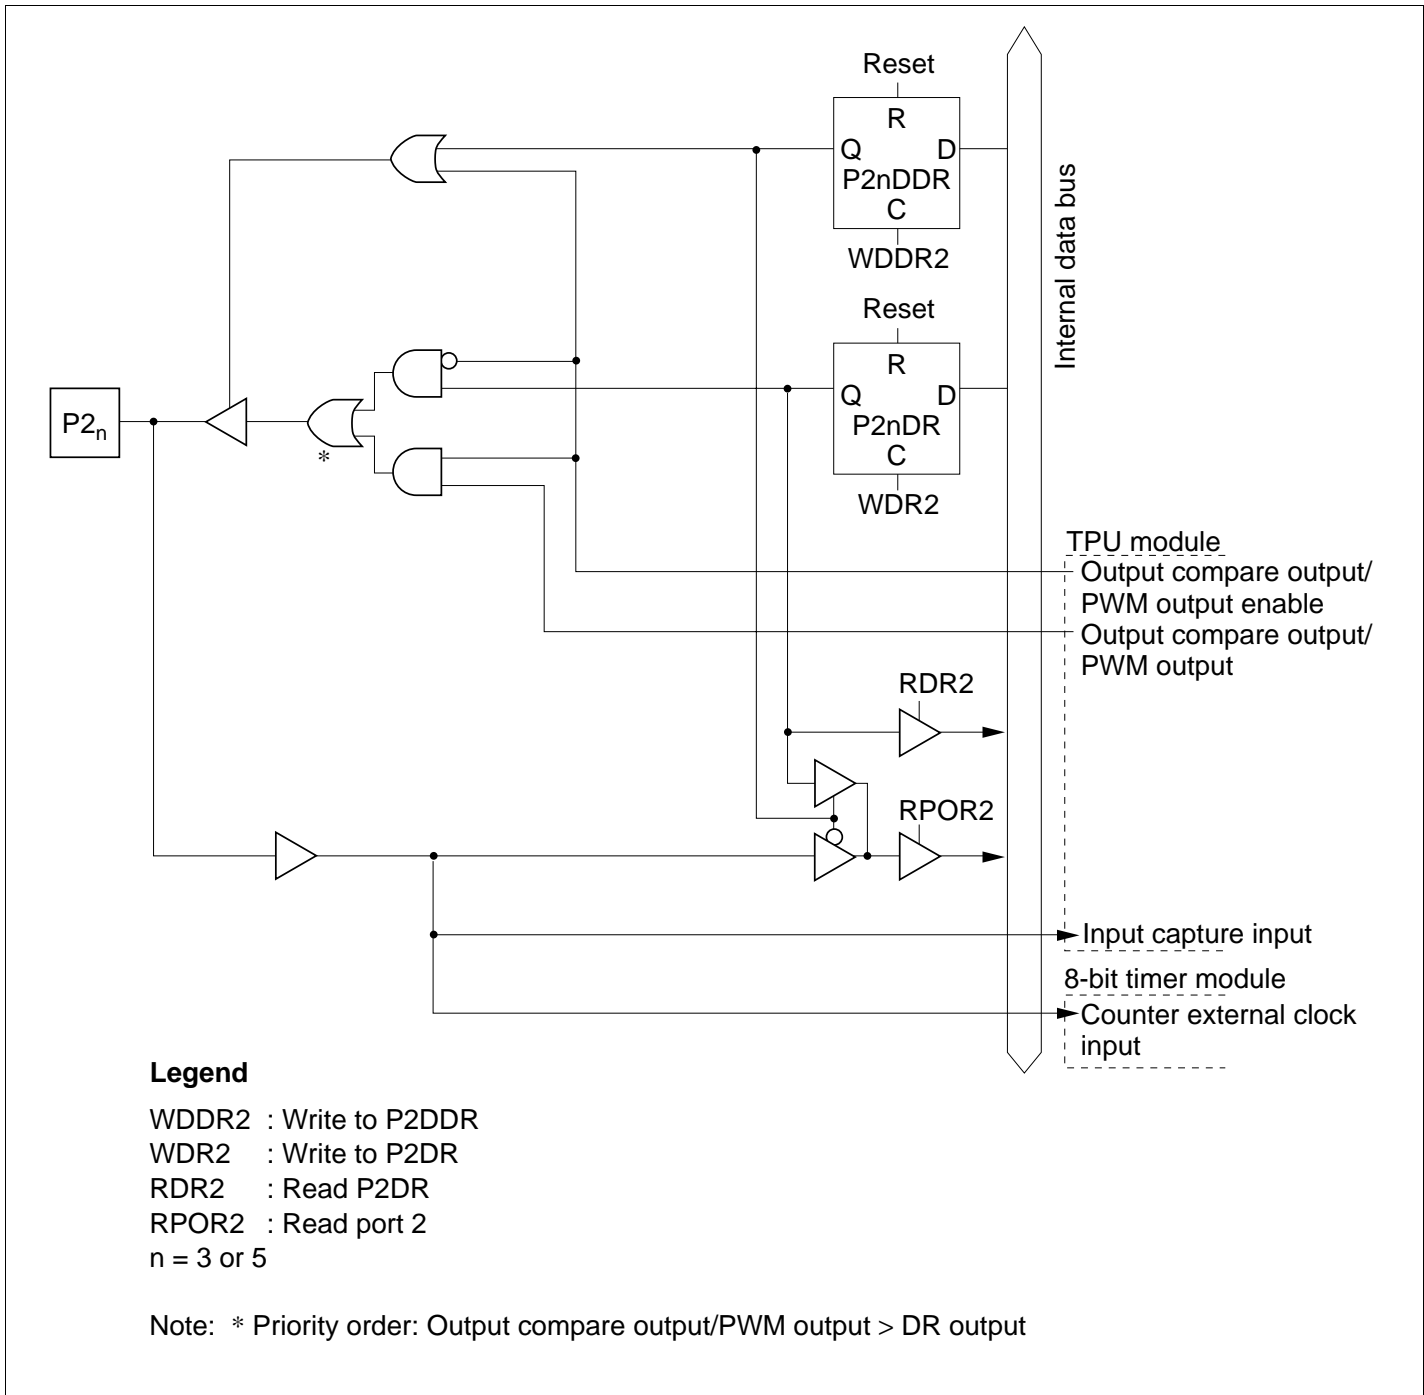 Reset
R
Q D
P2nDDR
C
WDDR2
Internal data bus
Reset
R
Q D
P2nDR
C
WDR2
P2n
*
TPU module
Output compare output/
PWM output enable
Output compare output/
PWM output
RDR2
RPOR2
Input capture input
8-bit timer module
Counter external clock
input
Legend
WDDR2 : Write to P2DDR
WDR2 : Write to P2DR
RDR2 : Read P2DR
RPOR2 : Read port 2
n = 3 or 5
Note: * Priority order: Output compare output/PWM output > DR output